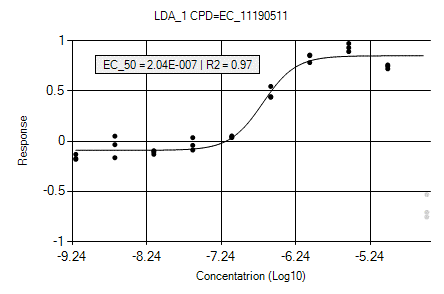 LDA_1 CPD=EC_11190511
EC_50 = 2.04E-007 | R2 = 0.97
Response
1
0.5
0
-0.5
-1
-9.24 -8.24 -7.24 -6.24 -5.24
Concentatrion (Log10)